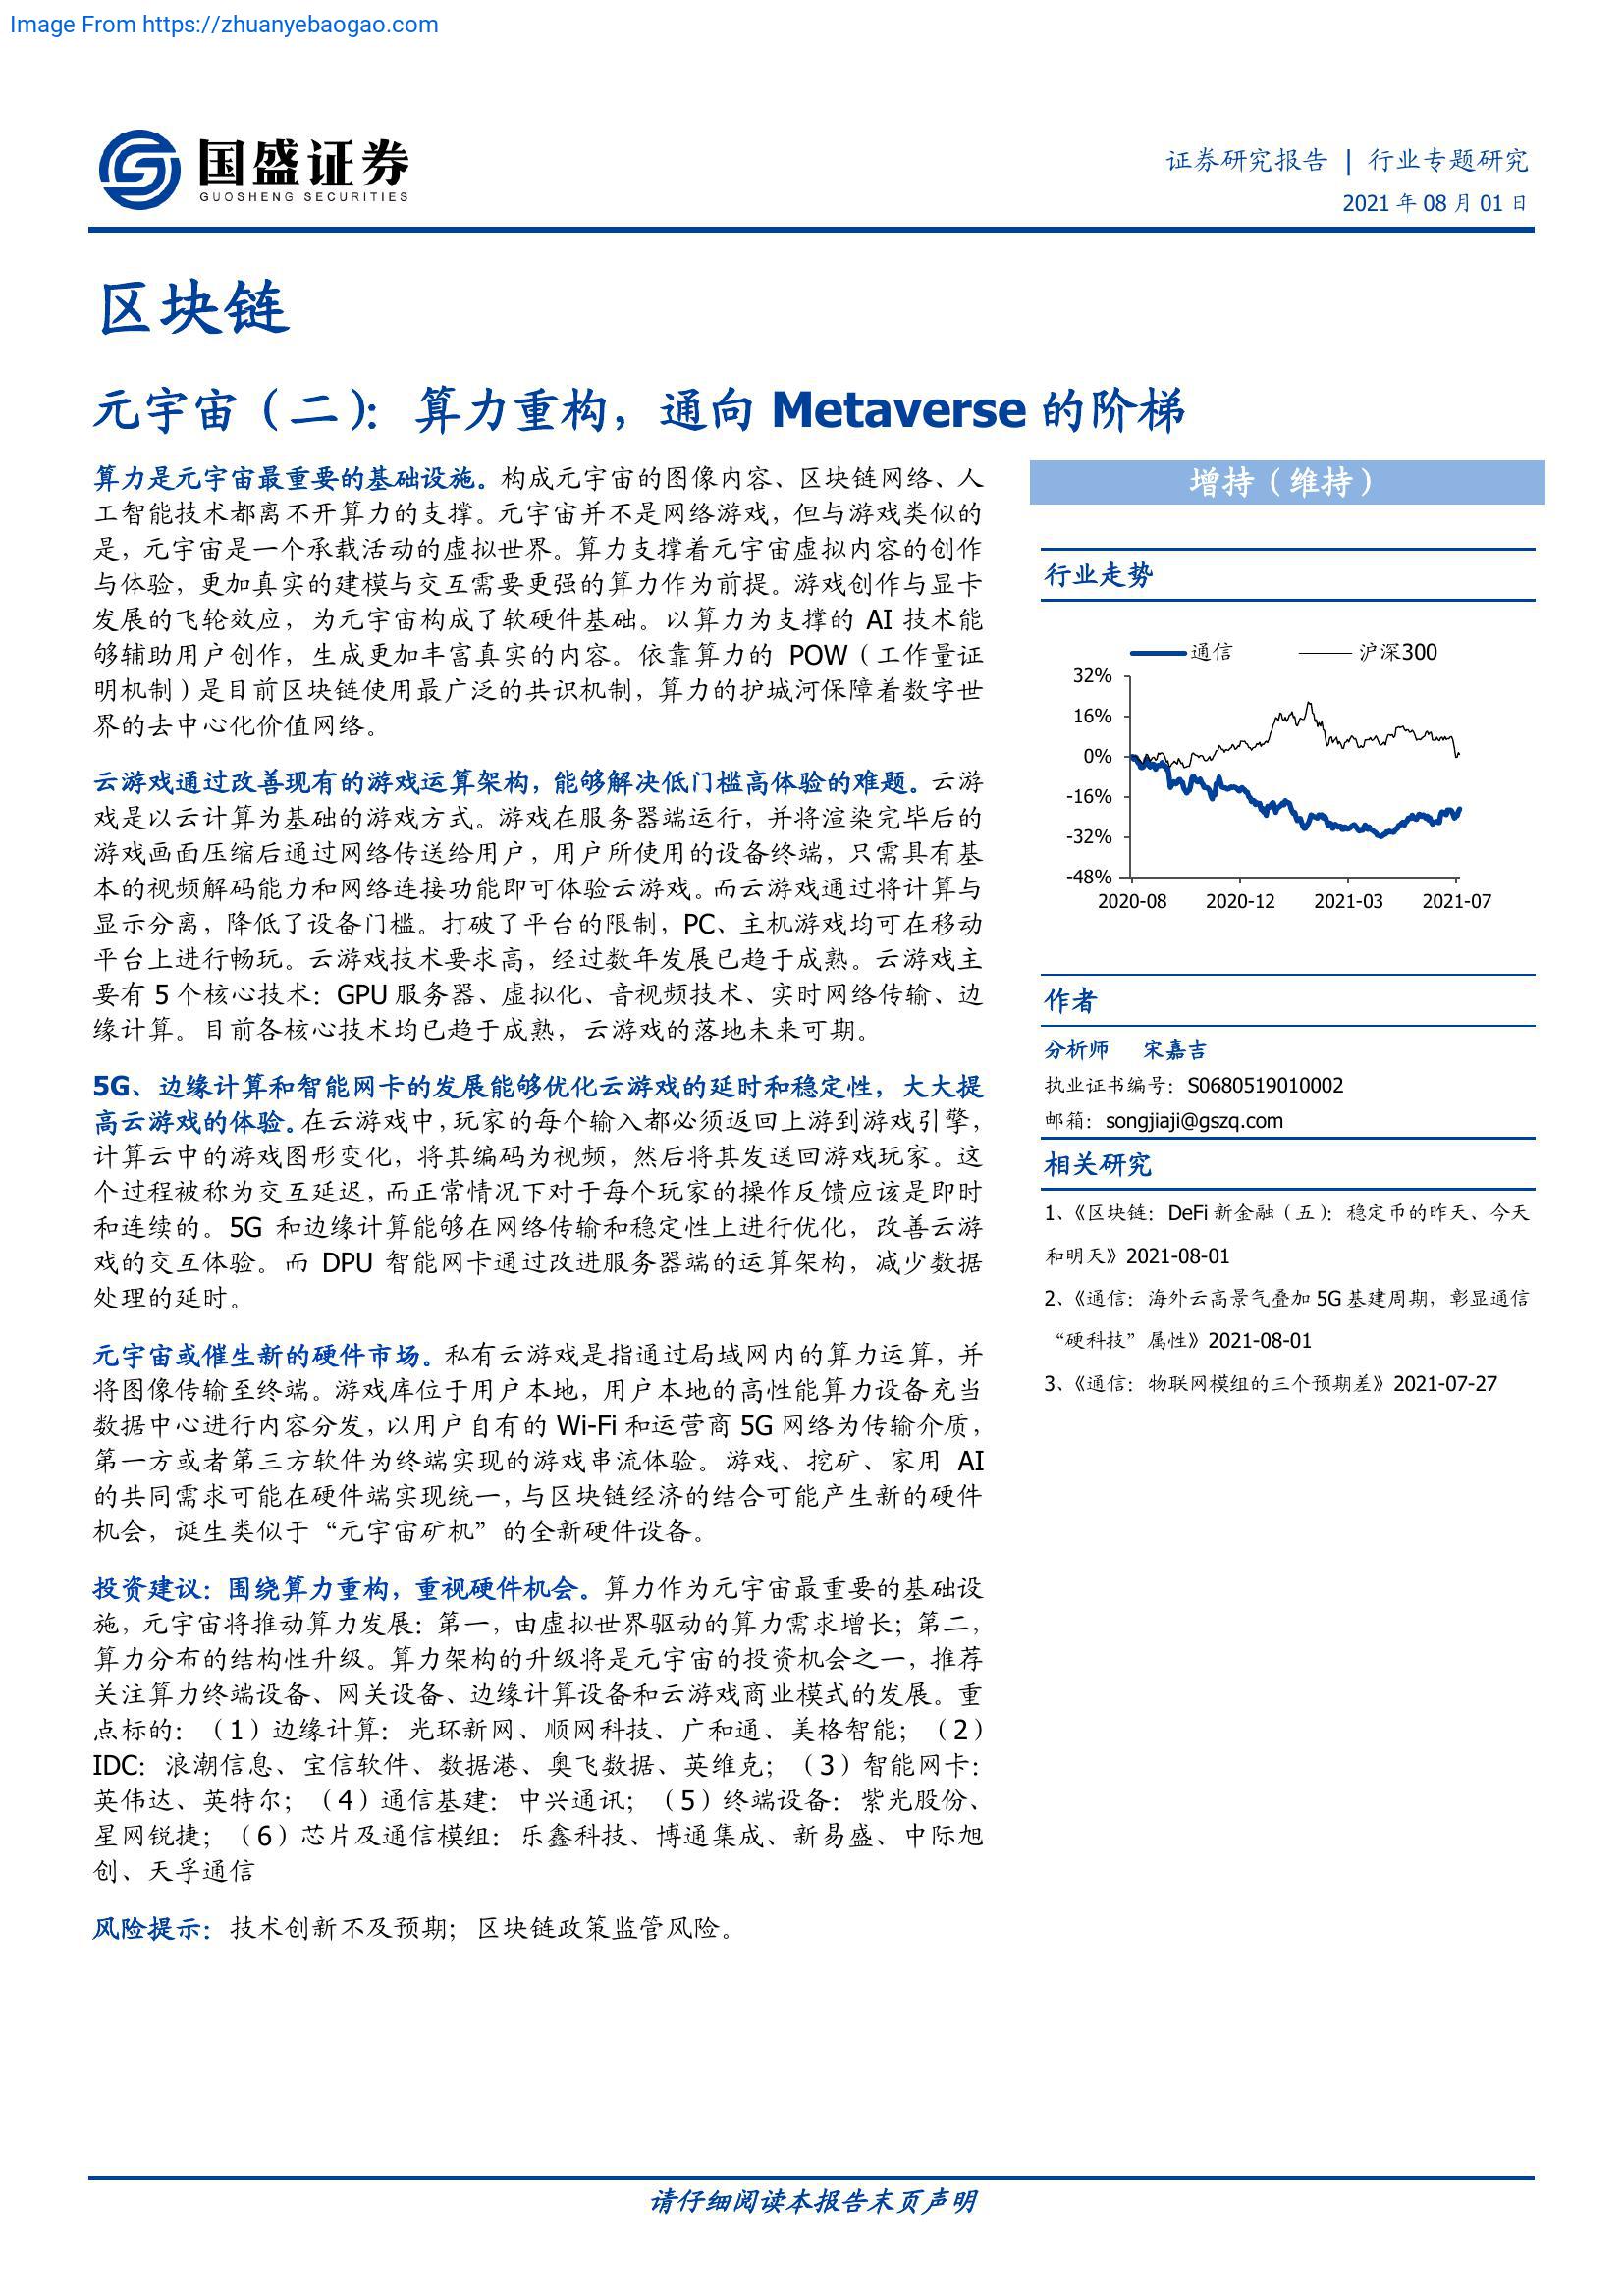 Image From https://zhuanyebaogao.com
国盛证券
GUOSHENG SECURITIES
证券研究报告 | 行业专题研究
2021 年 08 月 01 日
区块链
元宇宙（二）：算力重构，通向 Metaverse 的阶梯
算力是元宇宙最重要的基础设施。构成元宇宙的图像内容、区块链网络、人
工智能技术都离不开算力的支撑。元宇宙并不是网络游戏，但与游戏类似的
是，元宇宙是一个承载活动的虚拟世界。算力支撑着元宇宙虚拟内容的创作
与体验，更加真实的建模与交互需要更强的算力作为前提。游戏创作与显卡
发展的飞轮效应，为元宇宙构成了软硬件基础。以算力为支撑的 AI 技术能
够辅助用户创作，生成更加丰富真实的内容。依靠算力的 POW（工作量证
明机制）是目前区块链使用最广泛的共识机制，算力的护城河保障着数字世
界的去中心化价值网络。
云游戏通过改善现有的游戏运算架构，能够解决低门槛高体验的难题。云游
戏是以云计算为基础的游戏方式。游戏在服务器端运行，并将渲染完毕后的
游戏画面压缩后通过网络传送给用户，用户所使用的设备终端，只需具有基
本的视频解码能力和网络连接功能即可体验云游戏。而云游戏通过将计算与
显示分离，降低了设备门槛。打破了平台的限制，PC、主机游戏均可在移动
平台上进行畅玩。云游戏技术要求高，经过数年发展已趋于成熟。云游戏主
要有 5 个核心技术：GPU 服务器、虚拟化、音视频技术、实时网络传输、边
缘计算。目前各核心技术均已趋于成熟，云游戏的落地未来可期。
5G、边缘计算和智能网卡的发展能够优化云游戏的延时和稳定性，大大提
高云游戏的体验。在云游戏中，玩家的每个输入都必须返回上游到游戏引擎，
计算云中的游戏图形变化，将其编码为视频，然后将其发送回游戏玩家。这
个过程被称为交互延迟，而正常情况下对于每个玩家的操作反馈应该是即时
和连续的。5G 和边缘计算能够在网络传输和稳定性上进行优化，改善云游
戏的交互体验。而 DPU 智能网卡通过改进服务器端的运算架构，减少数据
处理的延时。
元宇宙或催生新的硬件市场。私有云游戏是指通过局域网内的算力运算，并
将图像传输至终端。游戏库位于用户本地，用户本地的高性能算力设备充当
数据中心进行内容分发，以用户自有的 Wi-Fi 和运营商 5G 网络为传输介质，
第一方或者第三方软件为终端实现的游戏串流体验。游戏、挖矿、家用 AI
的共同需求可能在硬件端实现统一，与区块链经济的结合可能产生新的硬件
机会，诞生类似于“元宇宙矿机”的全新硬件设备。
投资建议：围绕算力重构，重视硬件机会。算力作为元宇宙最重要的基础设
施，元宇宙将推动算力发展：第一，由虚拟世界驱动的算力需求增长；第二，
算力分布的结构性升级。算力架构的升级将是元宇宙的投资机会之一，推荐
关注算力终端设备、网关设备、边缘计算设备和云游戏商业模式的发展。重
点标的：（1）边缘计算：光环新网、顺网科技、广和通、美格智能；（2）
IDC：浪潮信息、宝信软件、数据港、奥飞数据、英维克；（3）智能网卡：
英伟达、英特尔；（4）通信基建：中兴通讯；（5）终端设备：紫光股份、
星网锐捷；（6）芯片及通信模组：乐鑫科技、博通集成、新易盛、中际旭
创、天孚通信
风险提示：技术创新不及预期；区块链政策监管风险。
增持（维持）
行业走势
通信 沪深300
32%
16%
0%
-16%
-32%
-48%
2020-08 2020-12 2021-03 2021-07
作者
分析师 宋嘉吉
执业证书编号：S0680519010002
邮箱：songjiaji@gszq.com
相关研究
1、《区块链：DeFi 新金融（五）：稳定币的昨天、今天
和明天》2021-08-01
2、《通信：海外云高景气叠加 5G 基建周期，彰显通信
“硬科技”属性》2021-08-01
3、《通信：物联网模组的三个预期差》2021-07-27
请仔细阅读本报告末页声明